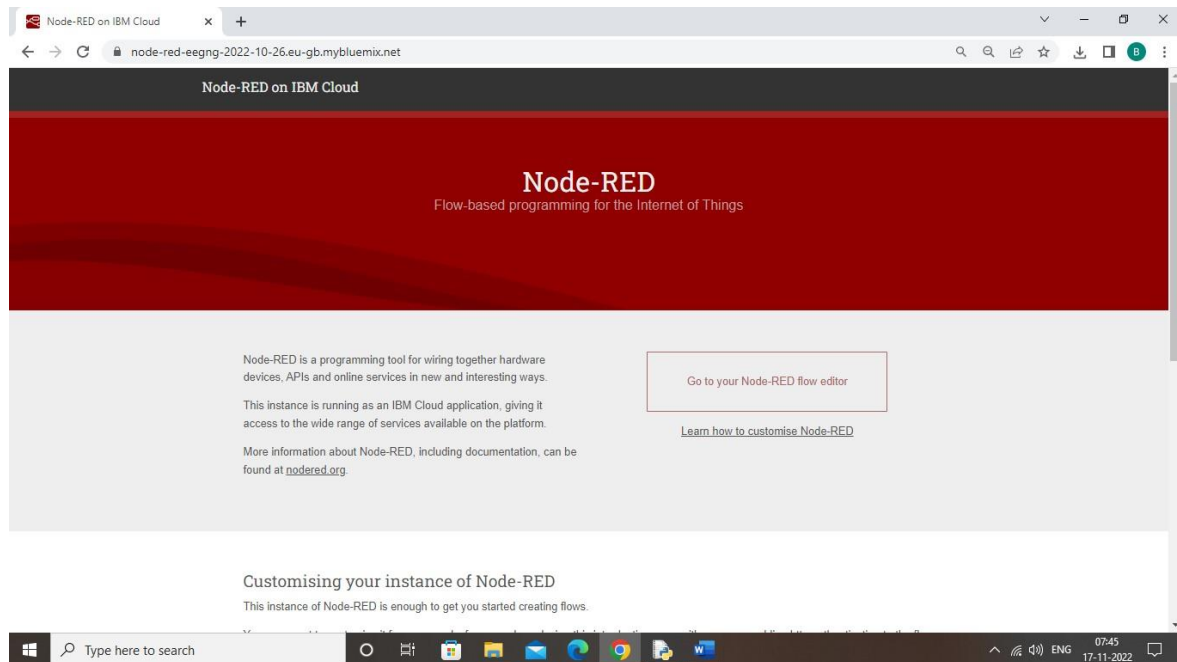 Node-RED on IBM Cloud
node-red-eegng-2022-10-26.eu-gb.mybluemix.net
B
Node-RED on IBM Cloud
Node-RED
Flow-based programming for the Internet of Things
Node-RED is a programming tool for wiring together hardware
devices, APIs and online services in new and interesting ways.
This instance is running as an IBM Cloud application, giving it
access to the wide range of services available on the platform.
More information about Node-RED, including documentation, can be
found at nodered.org.
Go to your Node-RED flow editor
Learn how to customise Node-RED
Customising your instance of Node-RED
This instance of Node-RED is enough to get you started creating flows.
Type here to search
W
ENG
07:45
17-11-2022